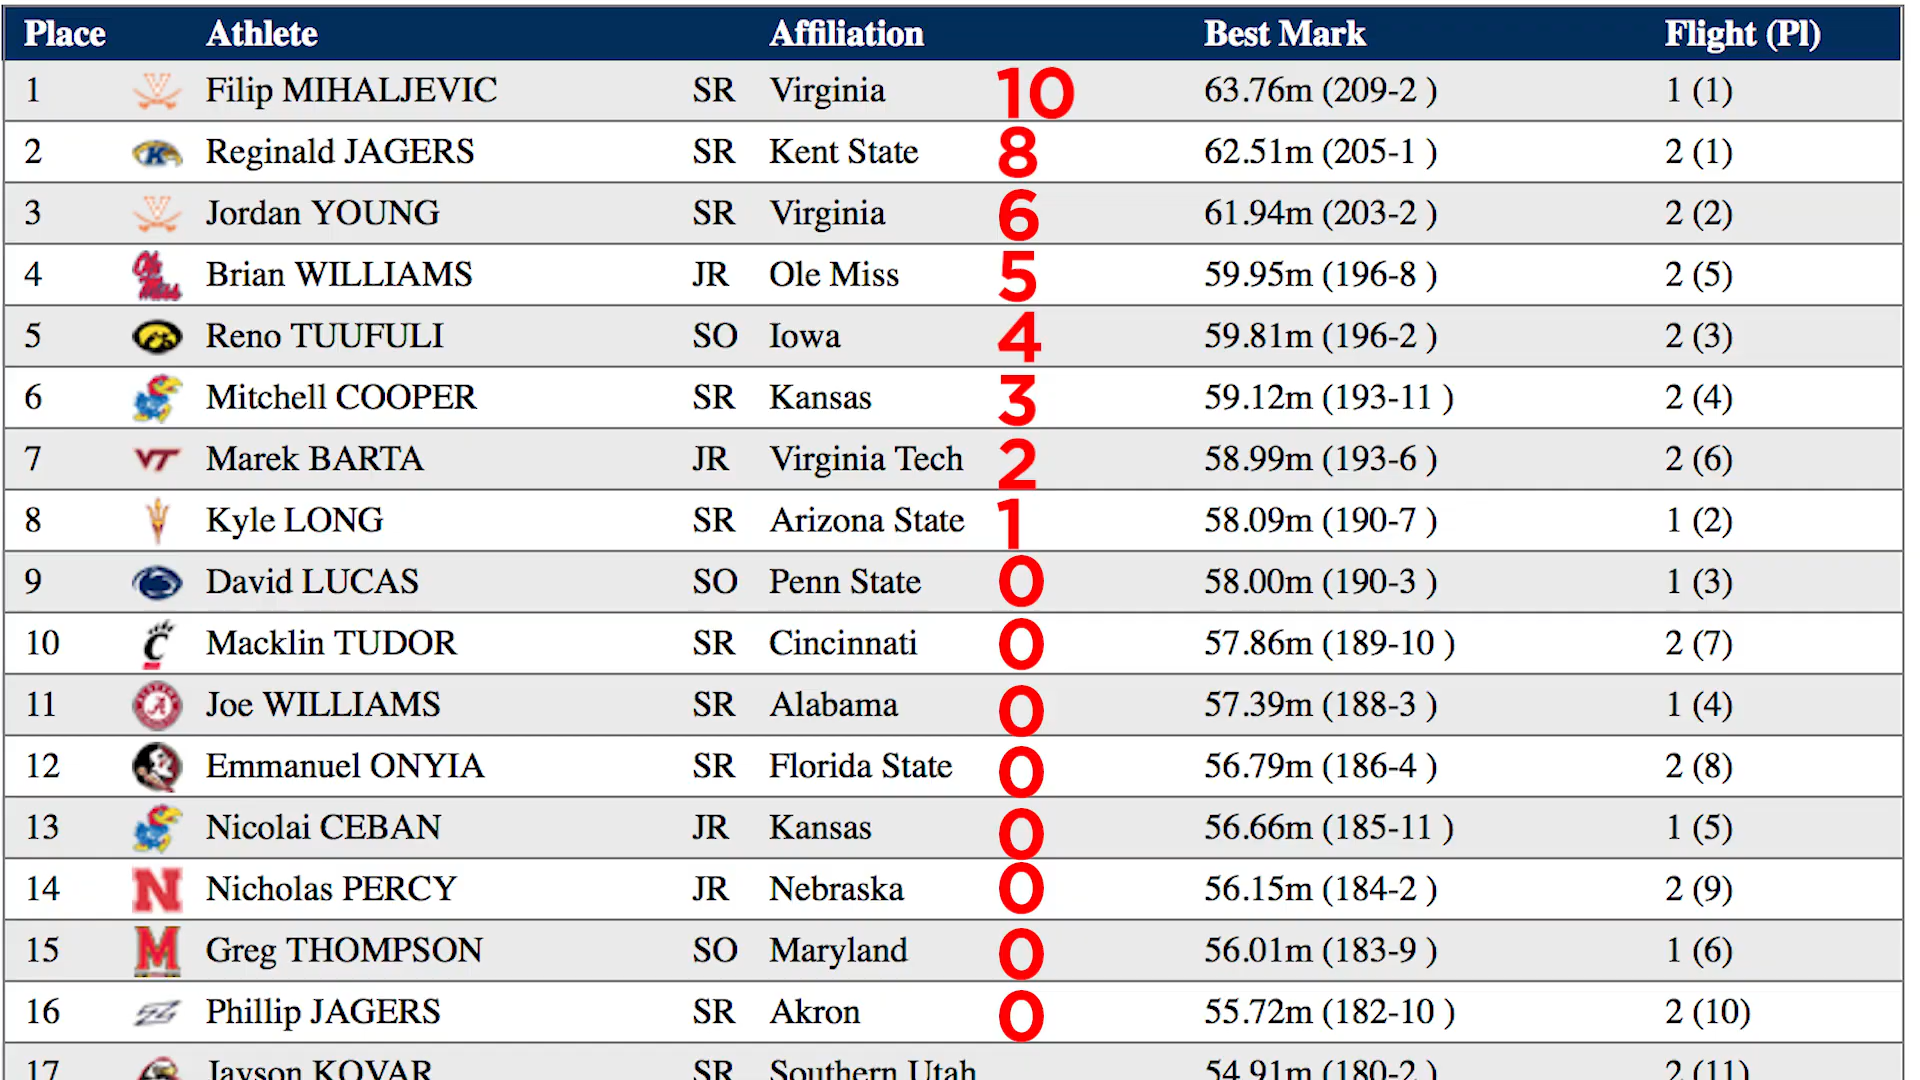 Place Athlete Affiliation Best Mark Flight (Pl)
1 Filip MIHALJEVIC SR Virginia 10 63.76m (209-2 ) 1 (1)
2 Reginald JAGERS SR Kent State 8 62.51m (205-1 ) 2 (1)
3 Jordan YOUNG SR Virginia 6 61.94m (203-2 ) 2 (2)
4 Ole Miss Brian WILLIAMS JR Ole Miss 5 59.95m (196-8 ) 2 (5)
5 Reno TUUFULI SO Iowa 4 59.81m (196-2 ) 2 (3)
6 Mitchell COOPER SR Kansas 3 59.12m (193-11 ) 2 (4)
7 VT Marek BARTA JR Virginia Tech 2 58.99m (193-6 ) 2 (6)
8 Kyle LONG SR Arizona State 1 58.09m (190-7 ) 1 (2)
9 David LUCAS SO Penn State 0 58.00m (190-3 ) 1 (3)
10 C Macklin TUDOR SR Cincinnati 0 57.86m (189-10 ) 2 (7)
11 A Joe WILLIAMS SR Alabama 0 57.39m (188-3 ) 1 (4)
12 Emmanuel ONYIA SR Florida State 0 56.79m (186-4 ) 2 (8)
13 Nicolai CEBAN JR Kansas 0 56.66m (185-11 ) 1 (5)
14 N Nicholas PERCY JR Nebraska 0 56.15m (184-2 ) 2 (9)
15 M Greg THOMPSON SO Maryland 0 56.01m (183-9 ) 1 (6)
16 Phillip JAGERS SR Akron 0 55.72m (182-10 ) 2 (10)
17 Jayson KOVAR SR Southern Utah 54.91m (180-2 ) 2 (11)